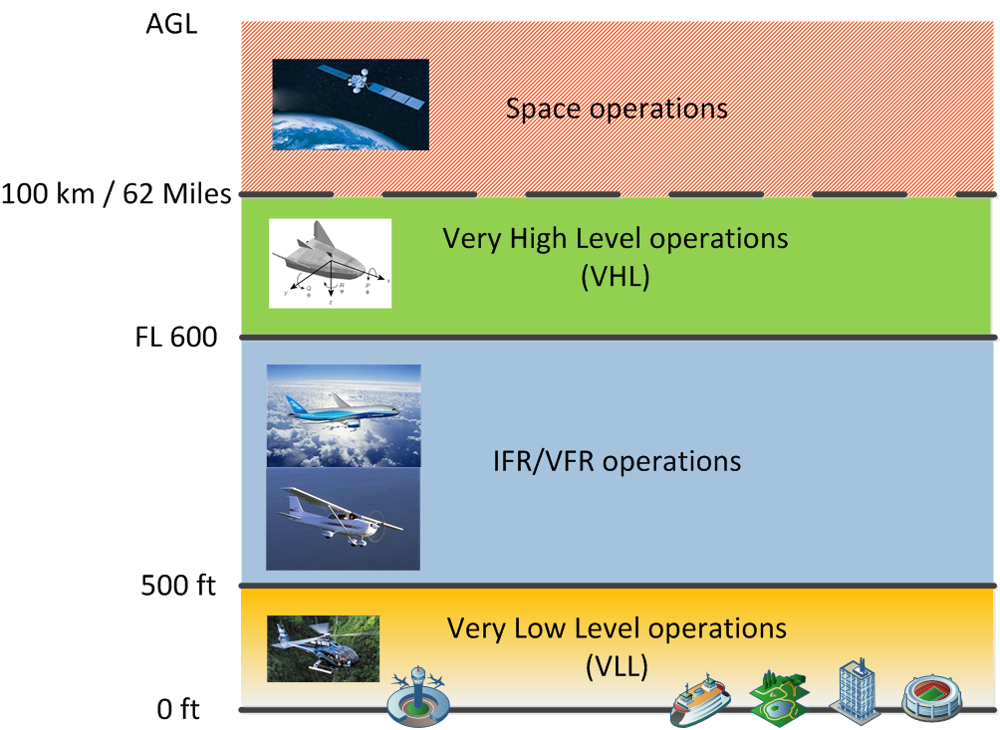 AGL
Space operations
100 km / 62 Miles
Very High Level operations
(VHL)
x
y
z
Q
R
P
FL 600
IFR/VFR operations
500 ft
Very Low Level operations
(VLL)
0 ft